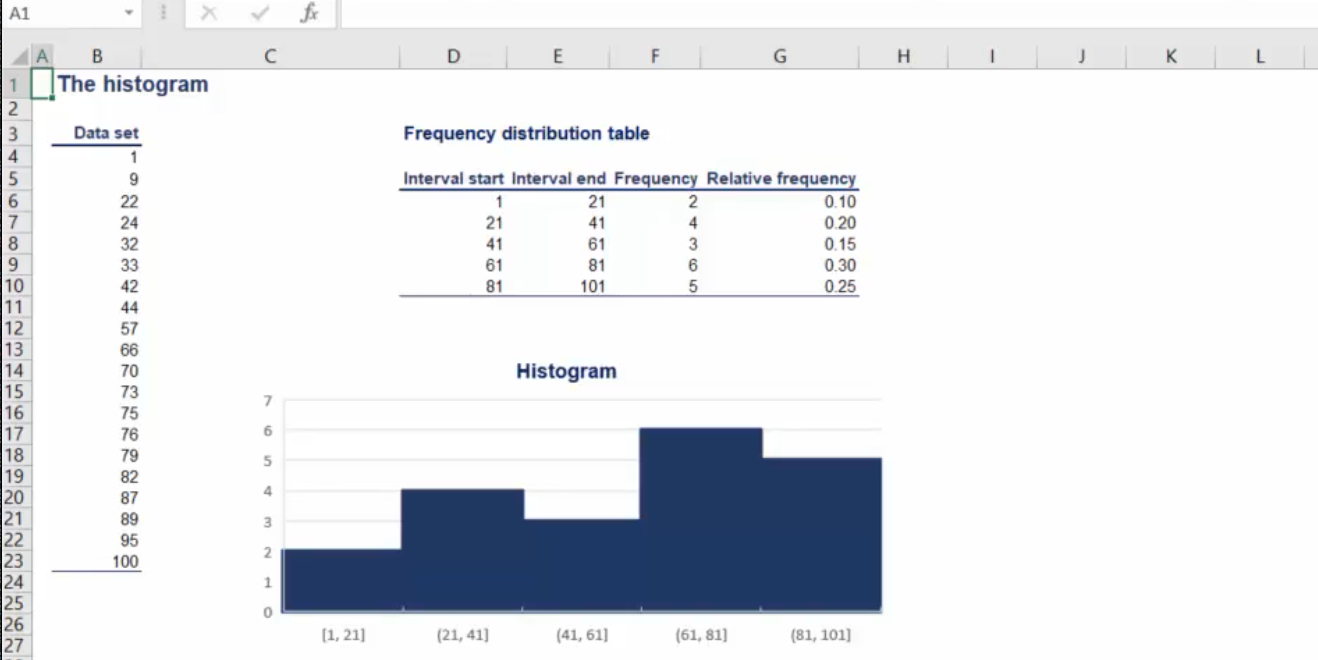 A1 fx
A B C D E F G H I J K L
1 The histogram
2
3 Data set Frequency distribution table
4 1
5 9 Interval start Interval end Frequency Relative frequency
6 22 1 21 2 0.10
7 24 21 41 4 0.20
8 32 41 61 3 0.15
9 33 61 81 6 0.30
10 42 81 101 5 0.25
11 44
12 57
13 66
14 70 Histogram
15 73 7
16 75
17 76 6
18 79 5
19 82
20 87 4
21 89 3
22 95 2
23 100
24 1
25 0
26 [1, 21] (21, 41] (41, 61] (61, 81] (81, 101]
27